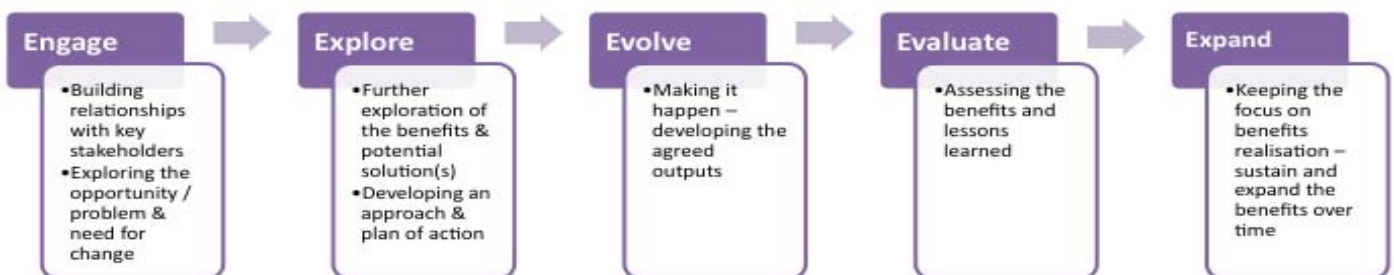 Engage
•Building
relationships
with key
stakeholders
•Exploring the
opportunity /
problem &
need for
change
Explore
•Further
exploration of
the benefits &
potential
solution(s)
•Developing an
approach &
plan of action
Evolve
•Making it
happen –
developing the
agreed
outputs
Evaluate
•Assessing the
benefits and
lessons
learned
Expand
•Keeping the
focus on
benefits
realisation –
sustain and
expand the
benefits over
time